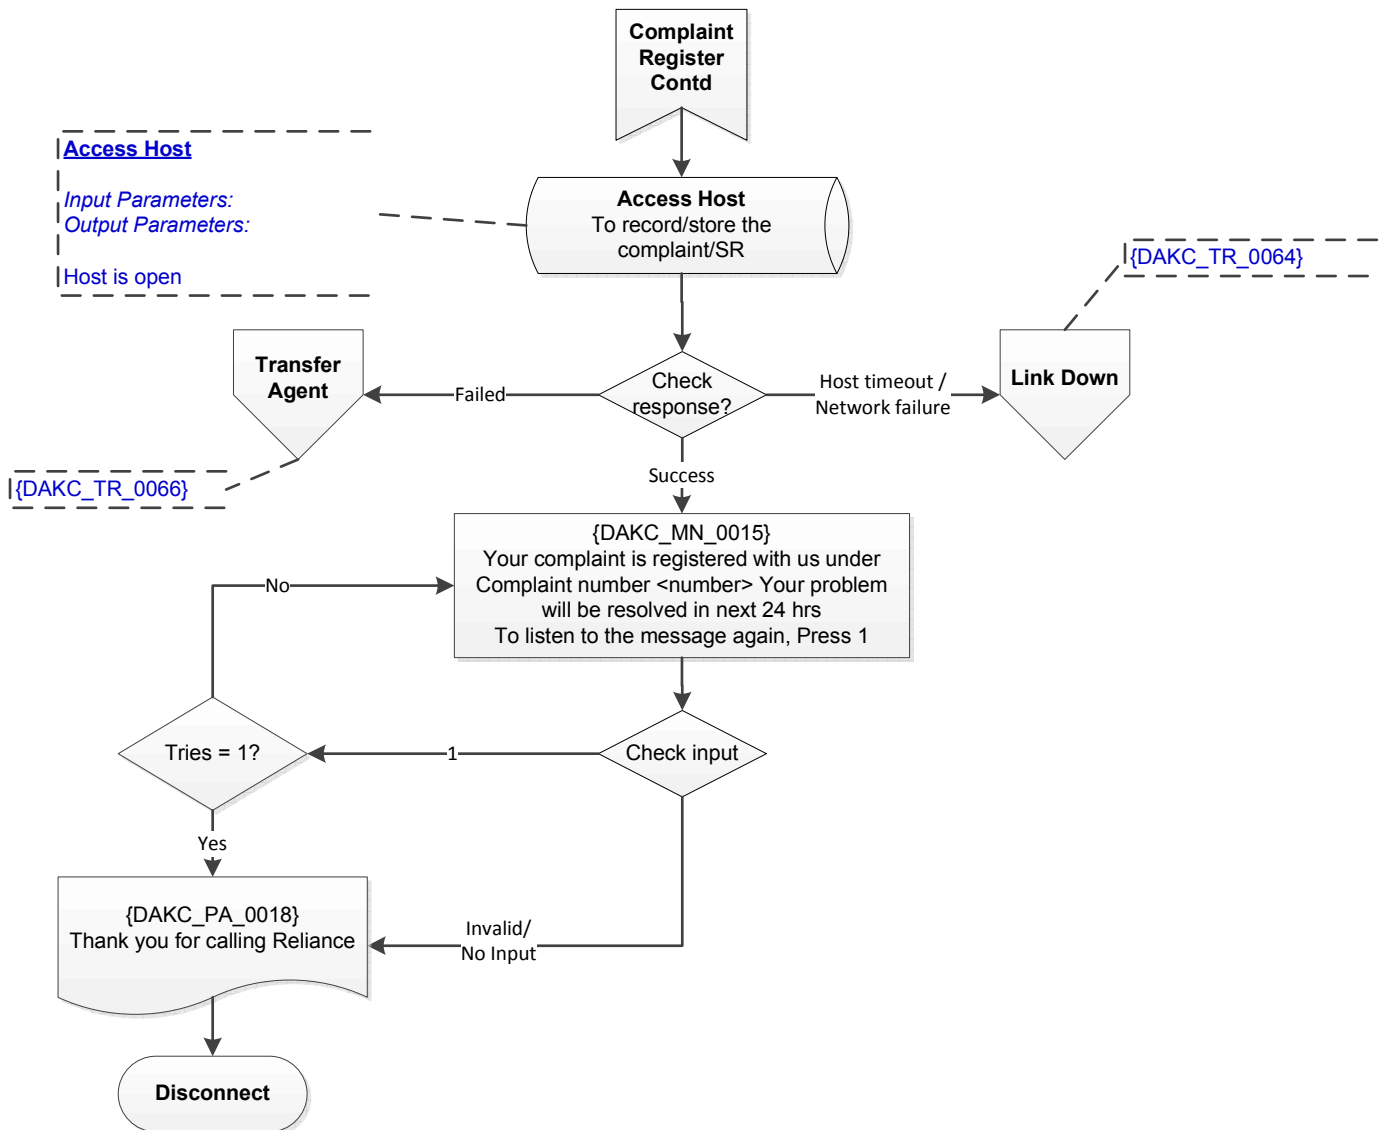 Complaint
Register
Contd
Access Host
Input Parameters:
Output Parameters:
Host is open
Access Host
To record/store the
complaint/SR
{DAKC_TR_0064}
Transfer
Agent
Failed
Check
response?
Host timeout /
Network failure
Link Down
{DAKC_TR_0066}
Success
{DAKC_MN_0015}
Your complaint is registered with us under
Complaint number <number> Your problem
will be resolved in next 24 hrs
To listen to the message again, Press 1
No
Tries = 1?
1
Check input
Yes
{DAKC_PA_0018}
Thank you for calling Reliance
Invalid/
No Input
Disconnect